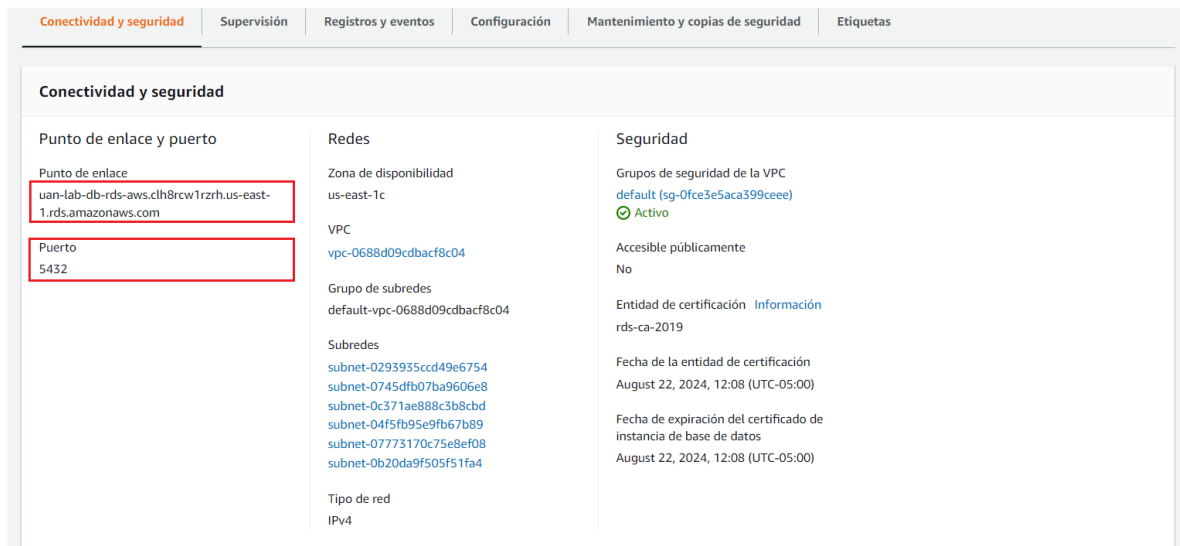 Conectividad y seguridad
Supervisión
Registros y eventos
Configuración
Mantenimiento y copias de seguridad
Etiquetas
Conectividad y seguridad
Punto de enlace y puerto
Punto de enlace
uan-lab-db-rds-aws.clh8rcw1rzrh.us-east-
1.rds.amazonaws.com
Puerto
5432
Redes
Zona de disponibilidad
us-east-1c
VPC
vpc-0688d09cdbacf8c04
Grupo de subredes
default-vpc-0688d09cdbacf8c04
Subredes
subnet-0293935ccd49e6754
subnet-0745dfb07ba9606e8
subnet-0c371ae888c3b8cbd
subnet-04f5fb95e9fb67b89
subnet-07773170c75e8ef08
subnet-0b20da9f505f51fa4
Tipo de red
IPv4
Seguridad
Grupos de seguridad de la VPC
default (sg-0fce3e5aca399ceee)
Activo
Accesible públicamente
No
Entidad de certificación Información
rds-ca-2019
Fecha de la entidad de certificación
August 22, 2024, 12:08 (UTC-05:00)
Fecha de expiración del certificado de
instancia de base de datos
August 22, 2024, 12:08 (UTC-05:00)